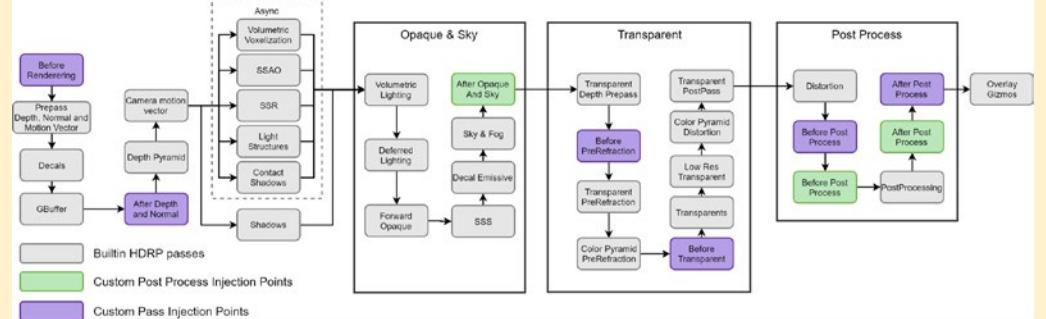 Async
Before
Renderering
Prepass
Depth, Normal and
Motion Vector
Decals
GBuffer
After Depth
and Normal
Depth Pyramid
Camera motion
vector
Volumetric
Voxelization
SSAO
SSR
Light
Structures
Contact
Shadows
Shadows
Opaque & Sky
Volumetric
Lighting
Deferred
Lighting
Forward
Opaque
SSS
Decal Emissive
Sky & Fog
After Opaque
And Sky
Transparent
Transparent
Depth Prepass
Before
PreRefraction
Transparent
PreRefraction
Color Pyramid
PreRefraction
Before
Transparent
Transparents
Low Res
Transparent
Color Pyramid
Distortion
Transparent
PostPass
Post Process
Distortion
Before Post
Process
Before Post
Process
PostProcessing
After Post
Process
After Post
Process
Overlay
Gizmos
Builtin HDRP passes
Custom Post Process Injection Points
Custom Pass Injection Points